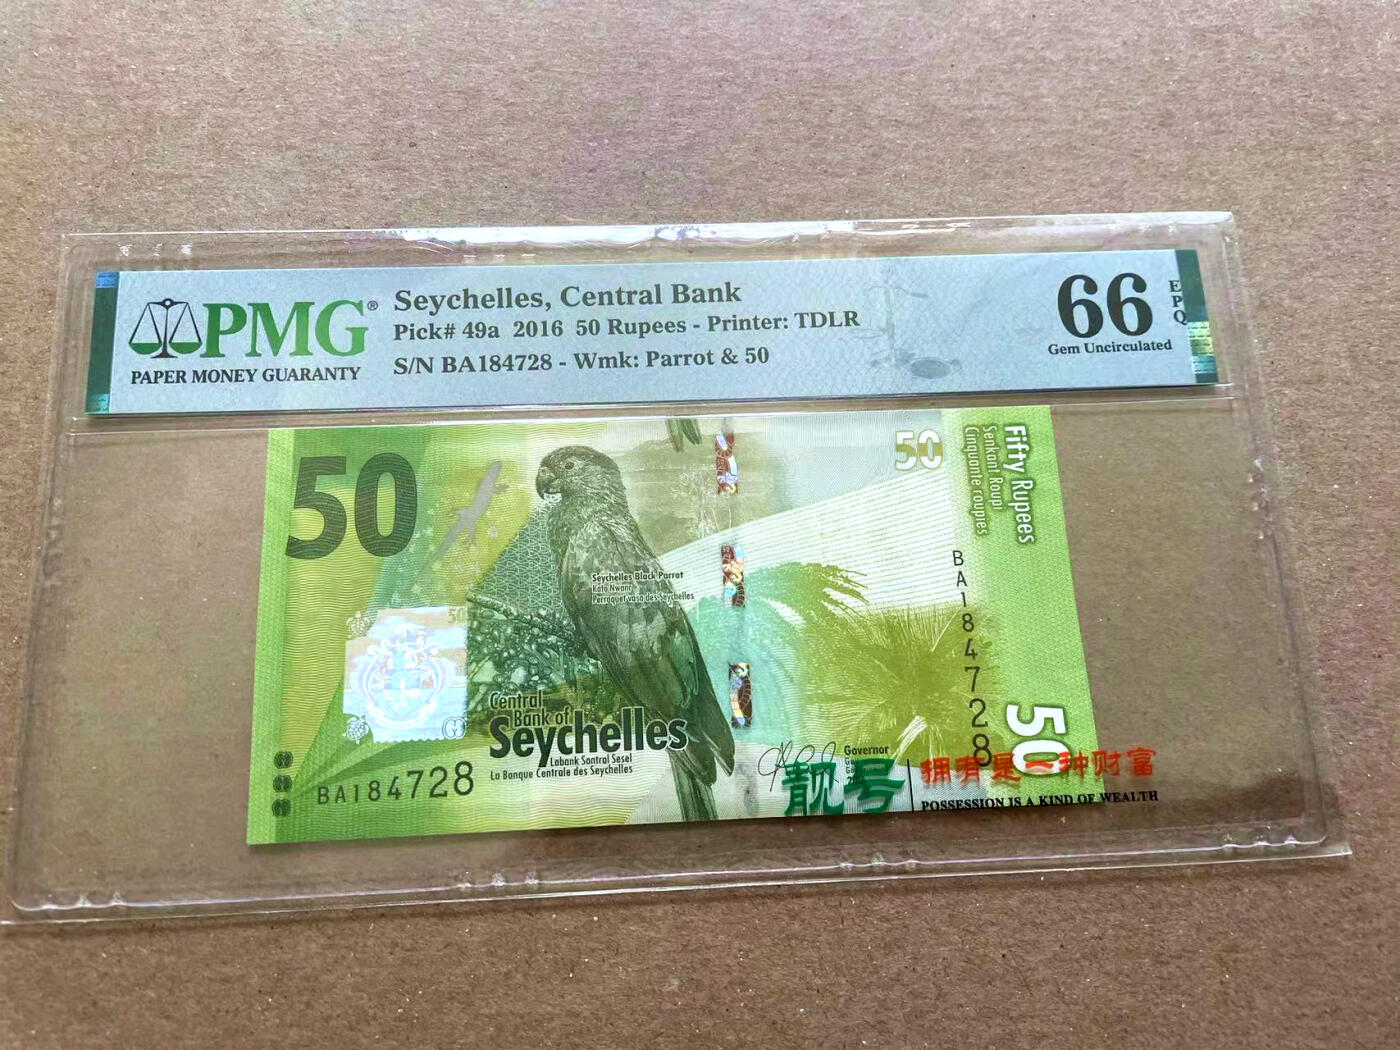 PMG®
PAPER MONEY GUARANTY
Seychelles, Central Bank
Pick# 49a 2016 50 Rupees - Printer: TDLR
S/N BA184728 - Wmk: Parrot & 50
66
EPQ
Gem Uncirculated
50
50
Fifty Rupees
Senkant Roupi
Cinquante roupies
Seychelles Black Parrot
Kato Nwanr
Perroquet vaso des Seychelles
50
BA184728
50
Central
Bank of
Seychelles
Labank Santral Sesel
La Banque Centrale des Seychelles
BA184728
Governor
靓号
拥有是一种财富
POSSESSION IS A KIND OF WEALTH